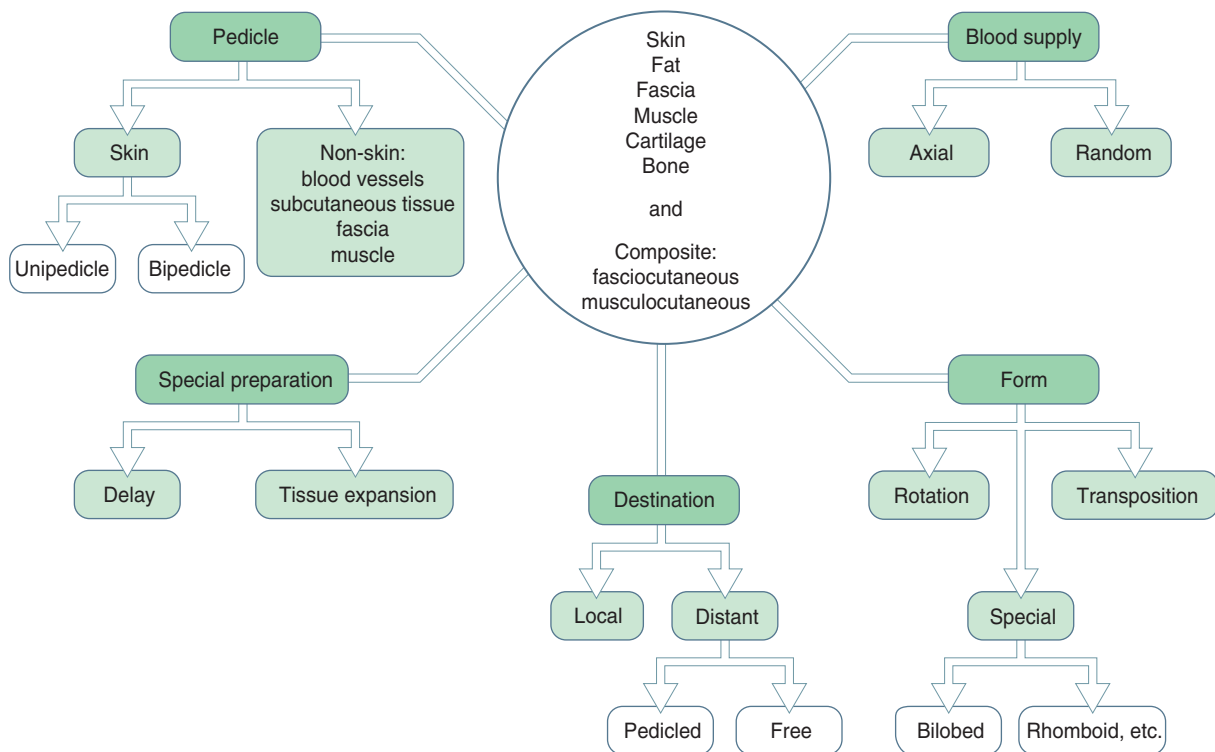 Pedicle
Skin
Non-skin:
blood vessels
subcutaneous tissue
fascia
muscle
Unipedicle
Bipedicle
Skin
Fat
Fascia
Muscle
Cartilage
Bone
and
Composite:
fasciocutaneous
musculocutaneous
Blood supply
Axial
Random
Special preparation
Delay
Tissue expansion
Destination
Local
Distant
Pedicled
Free
Form
Rotation
Transposition
Special
Bilobed
Rhomboid, etc.